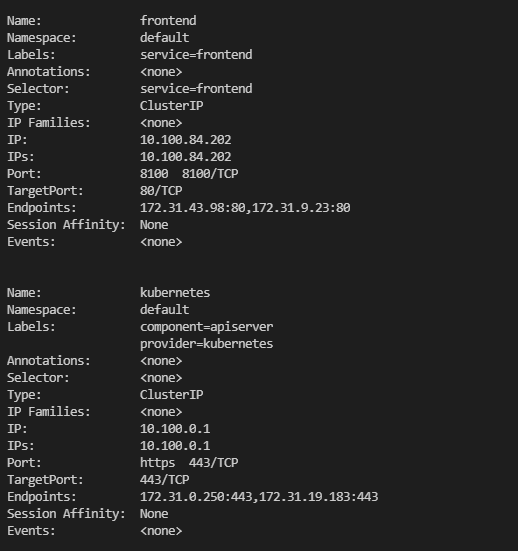 Name:              frontend
Namespace:         default
Labels:            service=frontend
Annotations:       <none>
Selector:          service=frontend
Type:              ClusterIP
IP Families:       <none>
IP:                10.100.84.202
IPs:               10.100.84.202
Port:              8100  8100/TCP
TargetPort:        80/TCP
Endpoints:         172.31.43.98:80,172.31.9.23:80
Session Affinity:  None
Events:            <none>
Name:              kubernetes
Namespace:         default
Labels:            component=apiserver
                   provider=kubernetes
Annotations:       <none>
Selector:          <none>
Type:              ClusterIP
IP Families:       <none>
IP:                10.100.0.1
IPs:               10.100.0.1
Port:              https  443/TCP
TargetPort:        443/TCP
Endpoints:         172.31.0.250:443,172.31.19.183:443
Session Affinity:  None
Events:            <none>